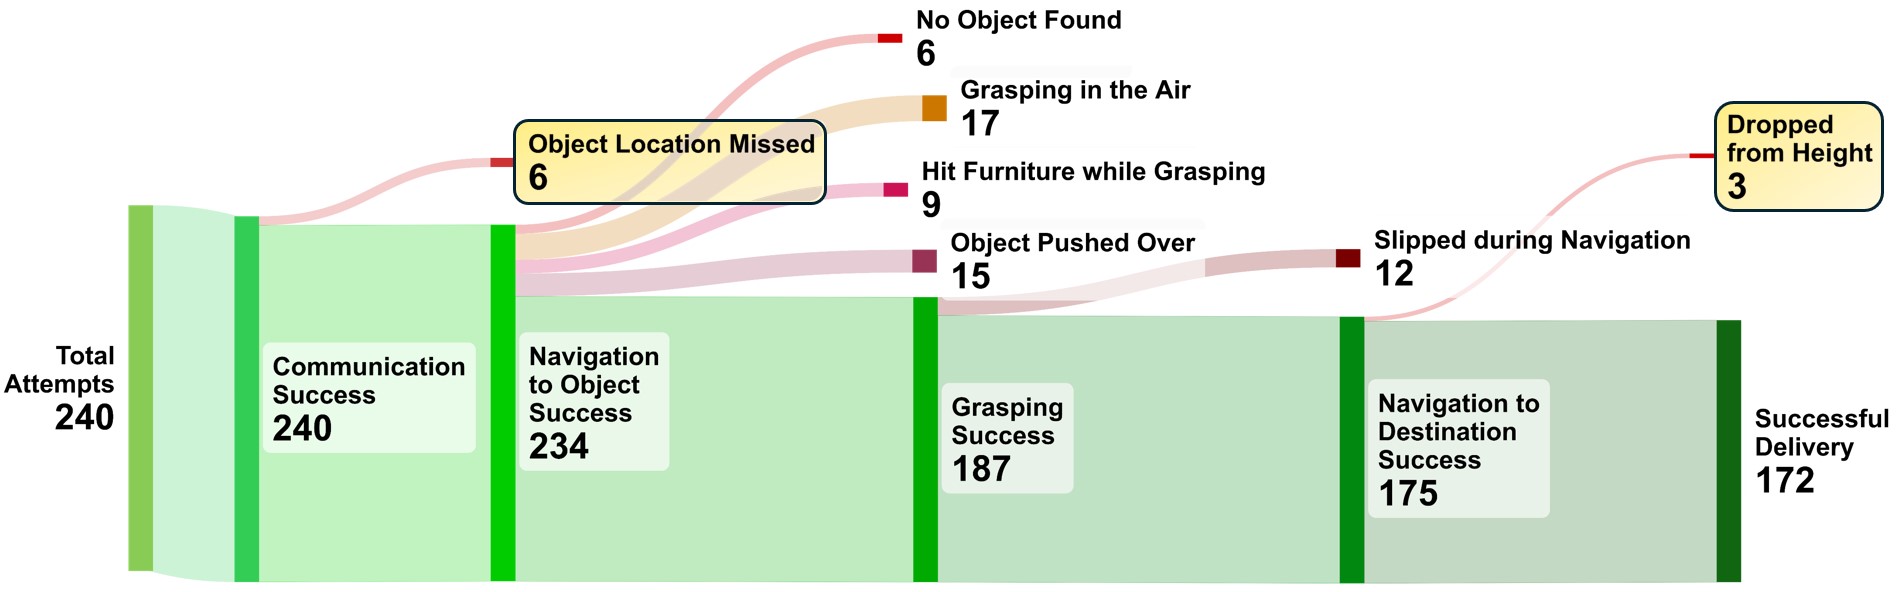 No Object Found
6
Grasping in the Air
17
Object Location Missed
6
Hit Furniture while Grasping
9
Dropped
from Height
3
Object Pushed Over
15
Slipped during Navigation
12
Total
Attempts
240
Communication
Success
240
Navigation
to Object
Success
234
Grasping
Success
187
Navigation to
Destination
Success
175
Successful
Delivery
172